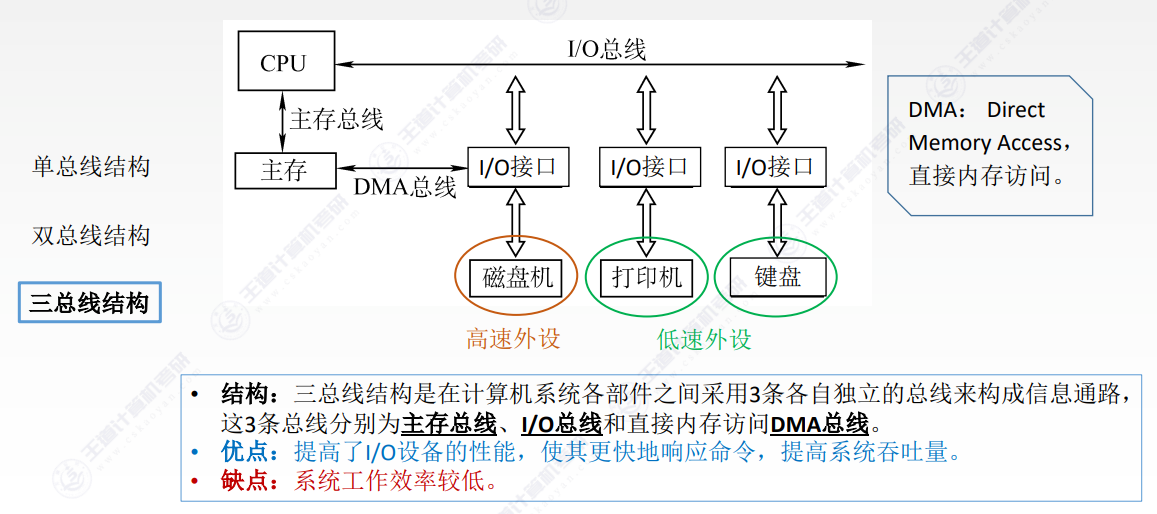 CPU
I/O总线
主存总线
主存
DMA总线
I/O接口
I/O接口
I/O接口
磁盘机
打印机
键盘
高速外设
低速外设
DMA： Direct
Memory Access，
直接内存访问。
单总线结构
双总线结构
三总线结构
• 结构：三总线结构是在计算机系统各部件之间采用3条各自独立的总线来构成信息通路，
这3条总线分别为主存总线、I/O总线和直接内存访问DMA总线。
• 优点：提高了I/O设备的性能，使其更快地响应命令，提高系统吞吐量。
• 缺点：系统工作效率较低。
王道计算机考研